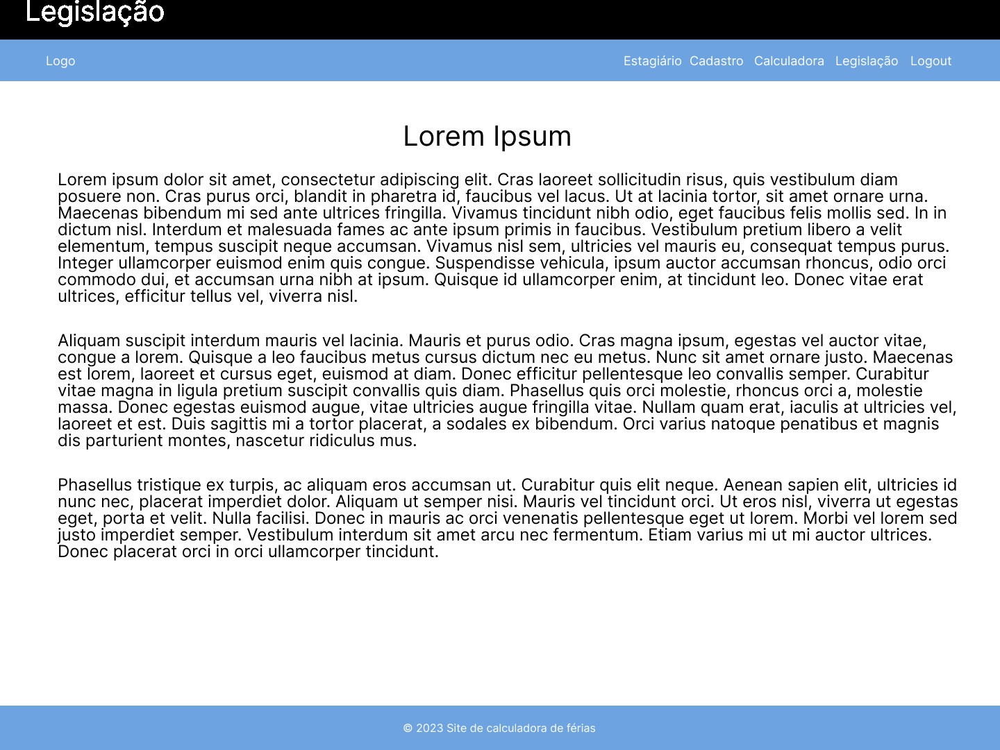 Legislação
Logo
Estagiário Cadastro Calculadora Legislação Logout
Lorem Ipsum
Lorem ipsum dolor sit amet, consectetur adipiscing elit. Cras laoreet sollicitudin risus, quis vestibulum diam
posuere non. Cras purus orci, blandit in pharetra id, faucibus vel lacus. Ut at lacinia tortor, sit amet ornare urna.
Maecenas bibendum mi sed ante ultrices fringilla. Vivamus tincidunt nibh odio, eget faucibus felis mollis sed. In in
dictum nisl. Interdum et malesuada fames ac ante ipsum primis in faucibus. Vestibulum pretium libero a velit
elementum, tempus suscipit neque accumsan. Vivamus nisl sem, ultricies vel mauris eu, consequat tempus purus.
Integer ullamcorper euismod enim quis congue. Suspendisse vehicula, ipsum auctor accumsan rhoncus, odio orci
commodo dui, et accumsan urna nibh at ipsum. Quisque id ullamcorper enim, at tincidunt leo. Donec vitae erat
ultrices, efficitur tellus vel, viverra nisl.
Aliquam suscipit interdum mauris vel lacinia. Mauris et purus odio. Cras magna ipsum, egestas vel auctor vitae,
congue a lorem. Quisque a leo faucibus metus cursus dictum nec eu metus. Nunc sit amet ornare justo. Maecenas
est lorem, laoreet et cursus eget, euismod at diam. Donec efficitur pellentesque leo convallis semper. Curabitur
vitae magna in ligula pretium suscipit convallis quis diam. Phasellus quis orci molestie, rhoncus orci a, molestie
massa. Donec egestas euismod augue, vitae ultricies augue fringilla vitae. Nullam quam erat, iaculis at ultricies vel,
laoreet et est. Duis sagittis mi a tortor placerat, a sodales ex bibendum. Orci varius natoque penatibus et magnis
dis parturient montes, nascetur ridiculus mus.
Phasellus tristique ex turpis, ac aliquam eros accumsan ut. Curabitur quis elit neque. Aenean sapien elit, ultricies id
nunc nec, placerat imperdiet dolor. Aliquam ut semper nisi. Mauris vel tincidunt orci. Ut eros nisl, viverra ut egestas
eget, porta et velit. Nulla facilisi. Donec in mauris ac orci venenatis pellentesque eget ut lorem. Morbi vel lorem sed
justo imperdiet semper. Vestibulum interdum sit amet arcu nec fermentum. Etiam varius mi ut mi auctor ultrices.
Donec placerat orci in orci ullamcorper tincidunt.
© 2023 Site de calculadora de férias